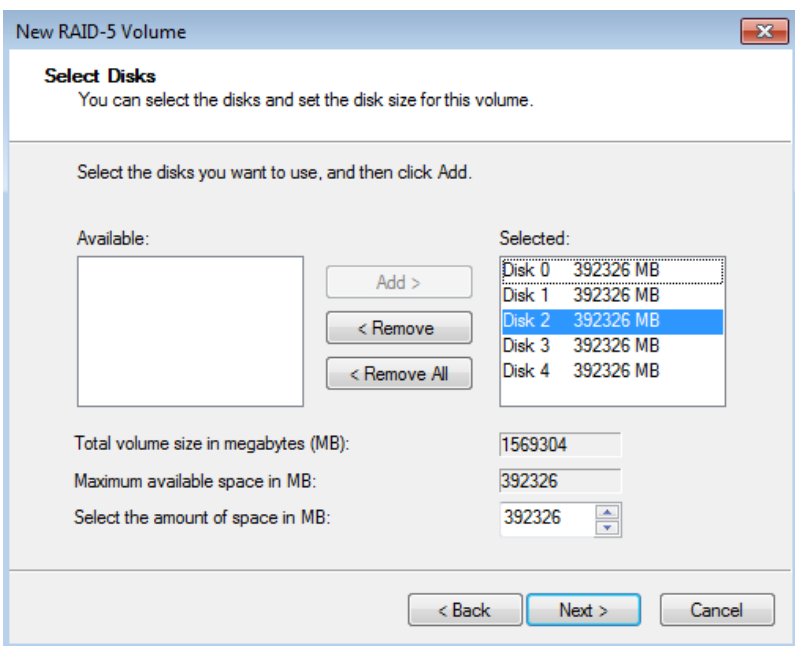 New RAID-5 Volume
Select Disks
You can select the disks and set the disk size for this volume.
Select the disks you want to use, and then click Add.
Available:
Selected:
Add >
< Remove
< Remove All
Disk 0 392326 MB
Disk 1 392326 MB
Disk 2 392326 MB
Disk 3 392326 MB
Disk 4 392326 MB
Total volume size in megabytes (MB): 1569304
Maximum available space in MB: 392326
Select the amount of space in MB: 392326
< Back Next > Cancel